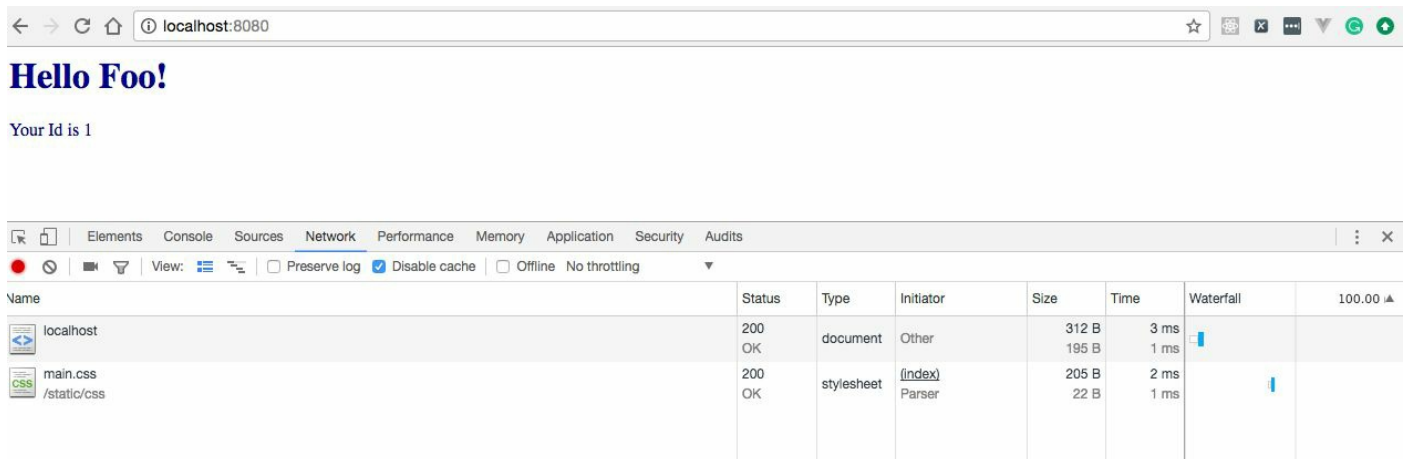 localhost:8080
Hello Foo!
Your Id is 1
Elements Console Sources Network Performance Memory Application Security Audits
View: Preserve log Disable cache Offline No throttling
Name Status Type Initiator Size Time Waterfall 100.00
localhost 200 OK document Other 312 B 195 B 3 ms 1 ms
main.css /static/css 200 OK stylesheet (index) Parser 205 B 22 B 2 ms 1 ms